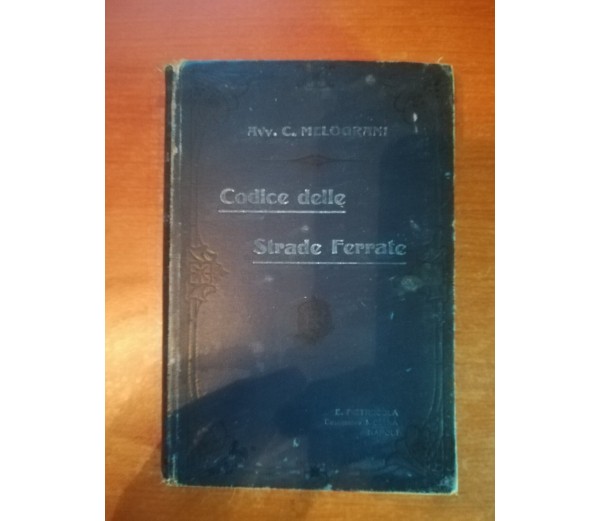 Avv. C. MELOGRANI
Codice delle
Strade Ferrate
E.